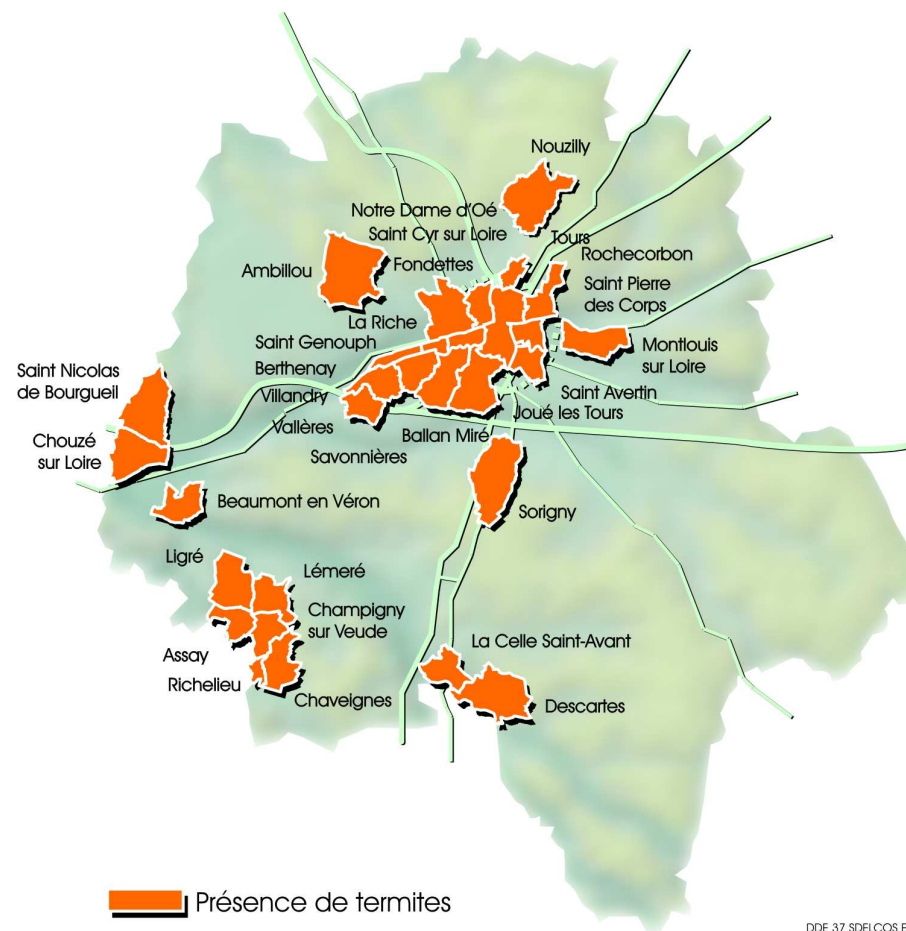 Nouzilly
Notre Dame d'Oé
Saint Cyr sur Loire
Tours
Rochecorbon
Ambillou
Fondettes
Saint Pierre
des Corps
La Riche
Saint Genouph
Montlouis
sur Loire
Berthenay
Saint Nicolas
de Bourgueil
Villandry
Saint Avertin
Joué les Tours
Vallères
Ballan Miré
Chouzé
sur Loire
Savonnières
Beaumont en Véron
Sorigny
Ligré
Lémeré
Champigny
sur Veude
La Celle Saint-Avant
Assay
Richelieu
Chaveignes
Descartes
Présence de termites
DDE 37 SDELCOS